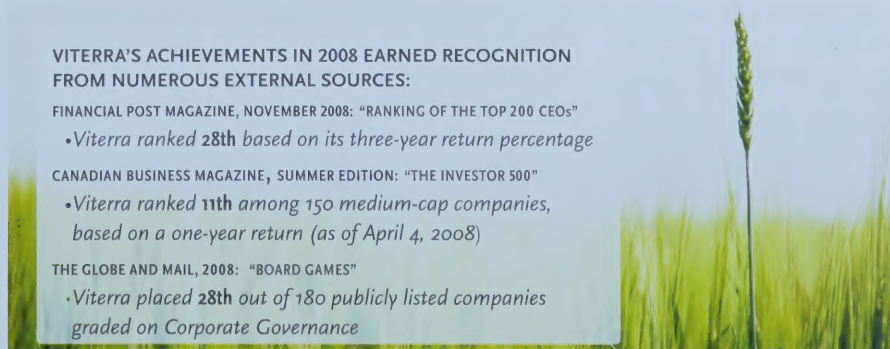 VITERRA'S ACHIEVEMENTS IN 2008 EARNED RECOGNITION
FROM NUMEROUS EXTERNAL SOURCES:
FINANCIAL POST MAGAZINE, NOVEMBER 2008: "RANKING OF THE TOP 200 CEOs"
•Viterra ranked 28th based on its three-year return percentage
CANADIAN BUSINESS MAGAZINE, SUMMER EDITION: "THE INVESTOR 500"
•Viterra ranked 11th among 150 medium-cap companies,
based on a one-year return (as of April 4, 2008)
THE GLOBE AND MAIL, 2008: "BOARD GAMES"
•Viterra placed 28th out of 180 publicly listed companies
graded on Corporate Governance